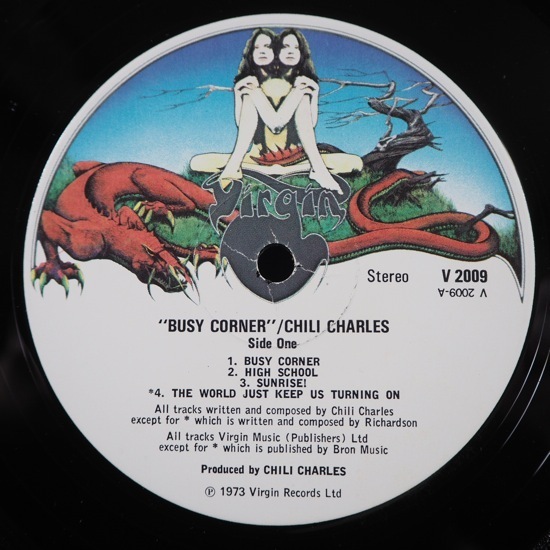 Virgin
Stereo V 2009
V 2009-A
"BUSY CORNER"/CHILI CHARLES
Side One
1. BUSY CORNER
2. HIGH SCHOOL
3. SUNRISE!
*4. THE WORLD JUST KEEP US TURNING ON
All tracks written and composed by Chili Charles
except for * which is written and composed by Richardson
All tracks Virgin Music (Publishers) Ltd
except for * which is published by Bron Music
Produced by CHILI CHARLES
℗ 1973 Virgin Records Ltd